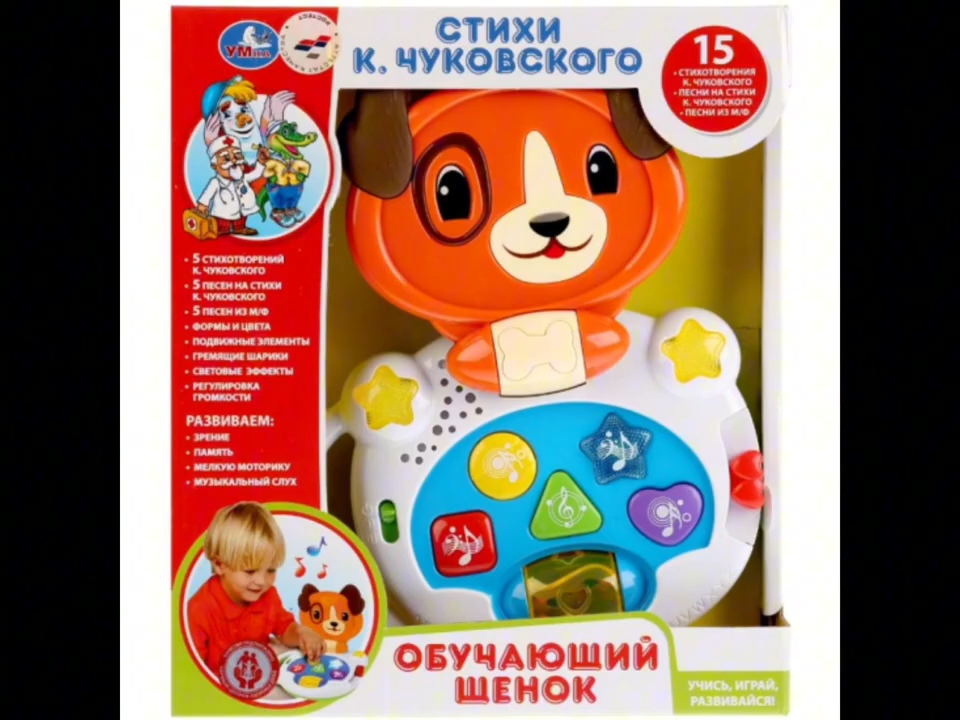 УМка
СТИХИ
К. ЧУКОВСКОГО
15
• СТИХОТВОРЕНИЯ
К. ЧУКОВСКОГО
• ПЕСНИ НА СТИХИ
К. ЧУКОВСКОГО
• ПЕСНИ ИЗ М/Ф
• 5 СТИХОТВОРЕНИЙ
К. ЧУКОВСКОГО
• 5 ПЕСЕН НА СТИХИ
К. ЧУКОВСКОГО
• 5 ПЕСЕН ИЗ М/Ф
• ФОРМЫ И ЦВЕТА
• ПОДВИЖНЫЕ ЭЛЕМЕНТЫ
• ГРЕМЯЩИЕ ШАРИКИ
• СВЕТОВЫЕ ЭФФЕКТЫ
• РЕГУЛИРОВКА
ГРОМКОСТИ
РАЗВИВАЕМ:
• ЗРЕНИЕ
• ПАМЯТЬ
• МЕЛКУЮ МОТОРИКУ
• МУЗЫКАЛЬНЫЙ СЛУХ
ОБУЧАЮЩИЙ
ЩЕНОК
УЧИСЬ, ИГРАЙ,
РАЗВИВАЙСЯ!